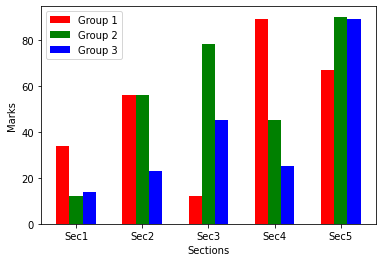 Group 1
Group 2
Group 3
Marks
80
60
40
20
0
Sec1 Sec2 Sec3 Sec4 Sec5
Sections